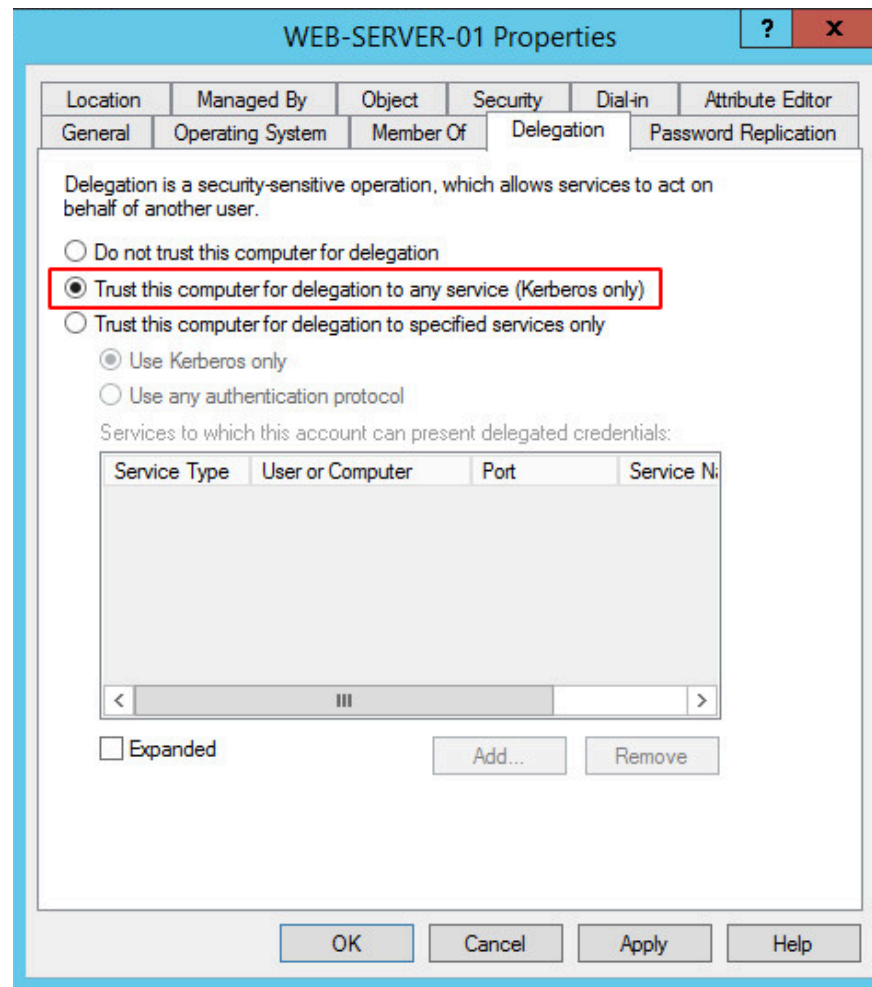 WEB-SERVER-01 Properties
?
x
Location Managed By Object Security Dial-in Attribute Editor
General Operating System Member Of Delegation Password Replication
Delegation is a security-sensitive operation, which allows services to act on
behalf of another user.
Do not trust this computer for delegation
Trust this computer for delegation to any service (Kerberos only)
Trust this computer for delegation to specified services only
Use Kerberos only
Use any authentication protocol
Services to which this account can present delegated credentials:
Service Type User or Computer Port Service Na
Expanded
Add... Remove
OK Cancel Apply Help